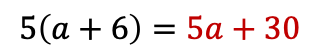 5(a + 6) = 5a + 30